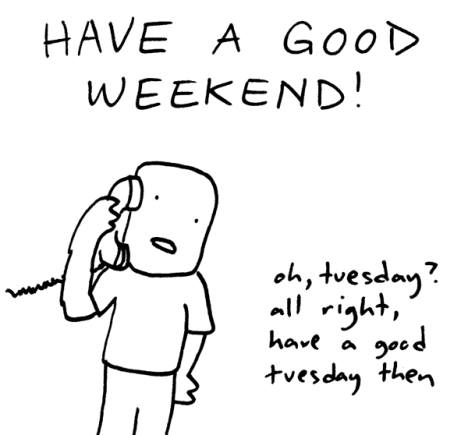 HAVE A GOOD
WEEKEND!
oh, tuesday?
all right,
have a good
tuesday then